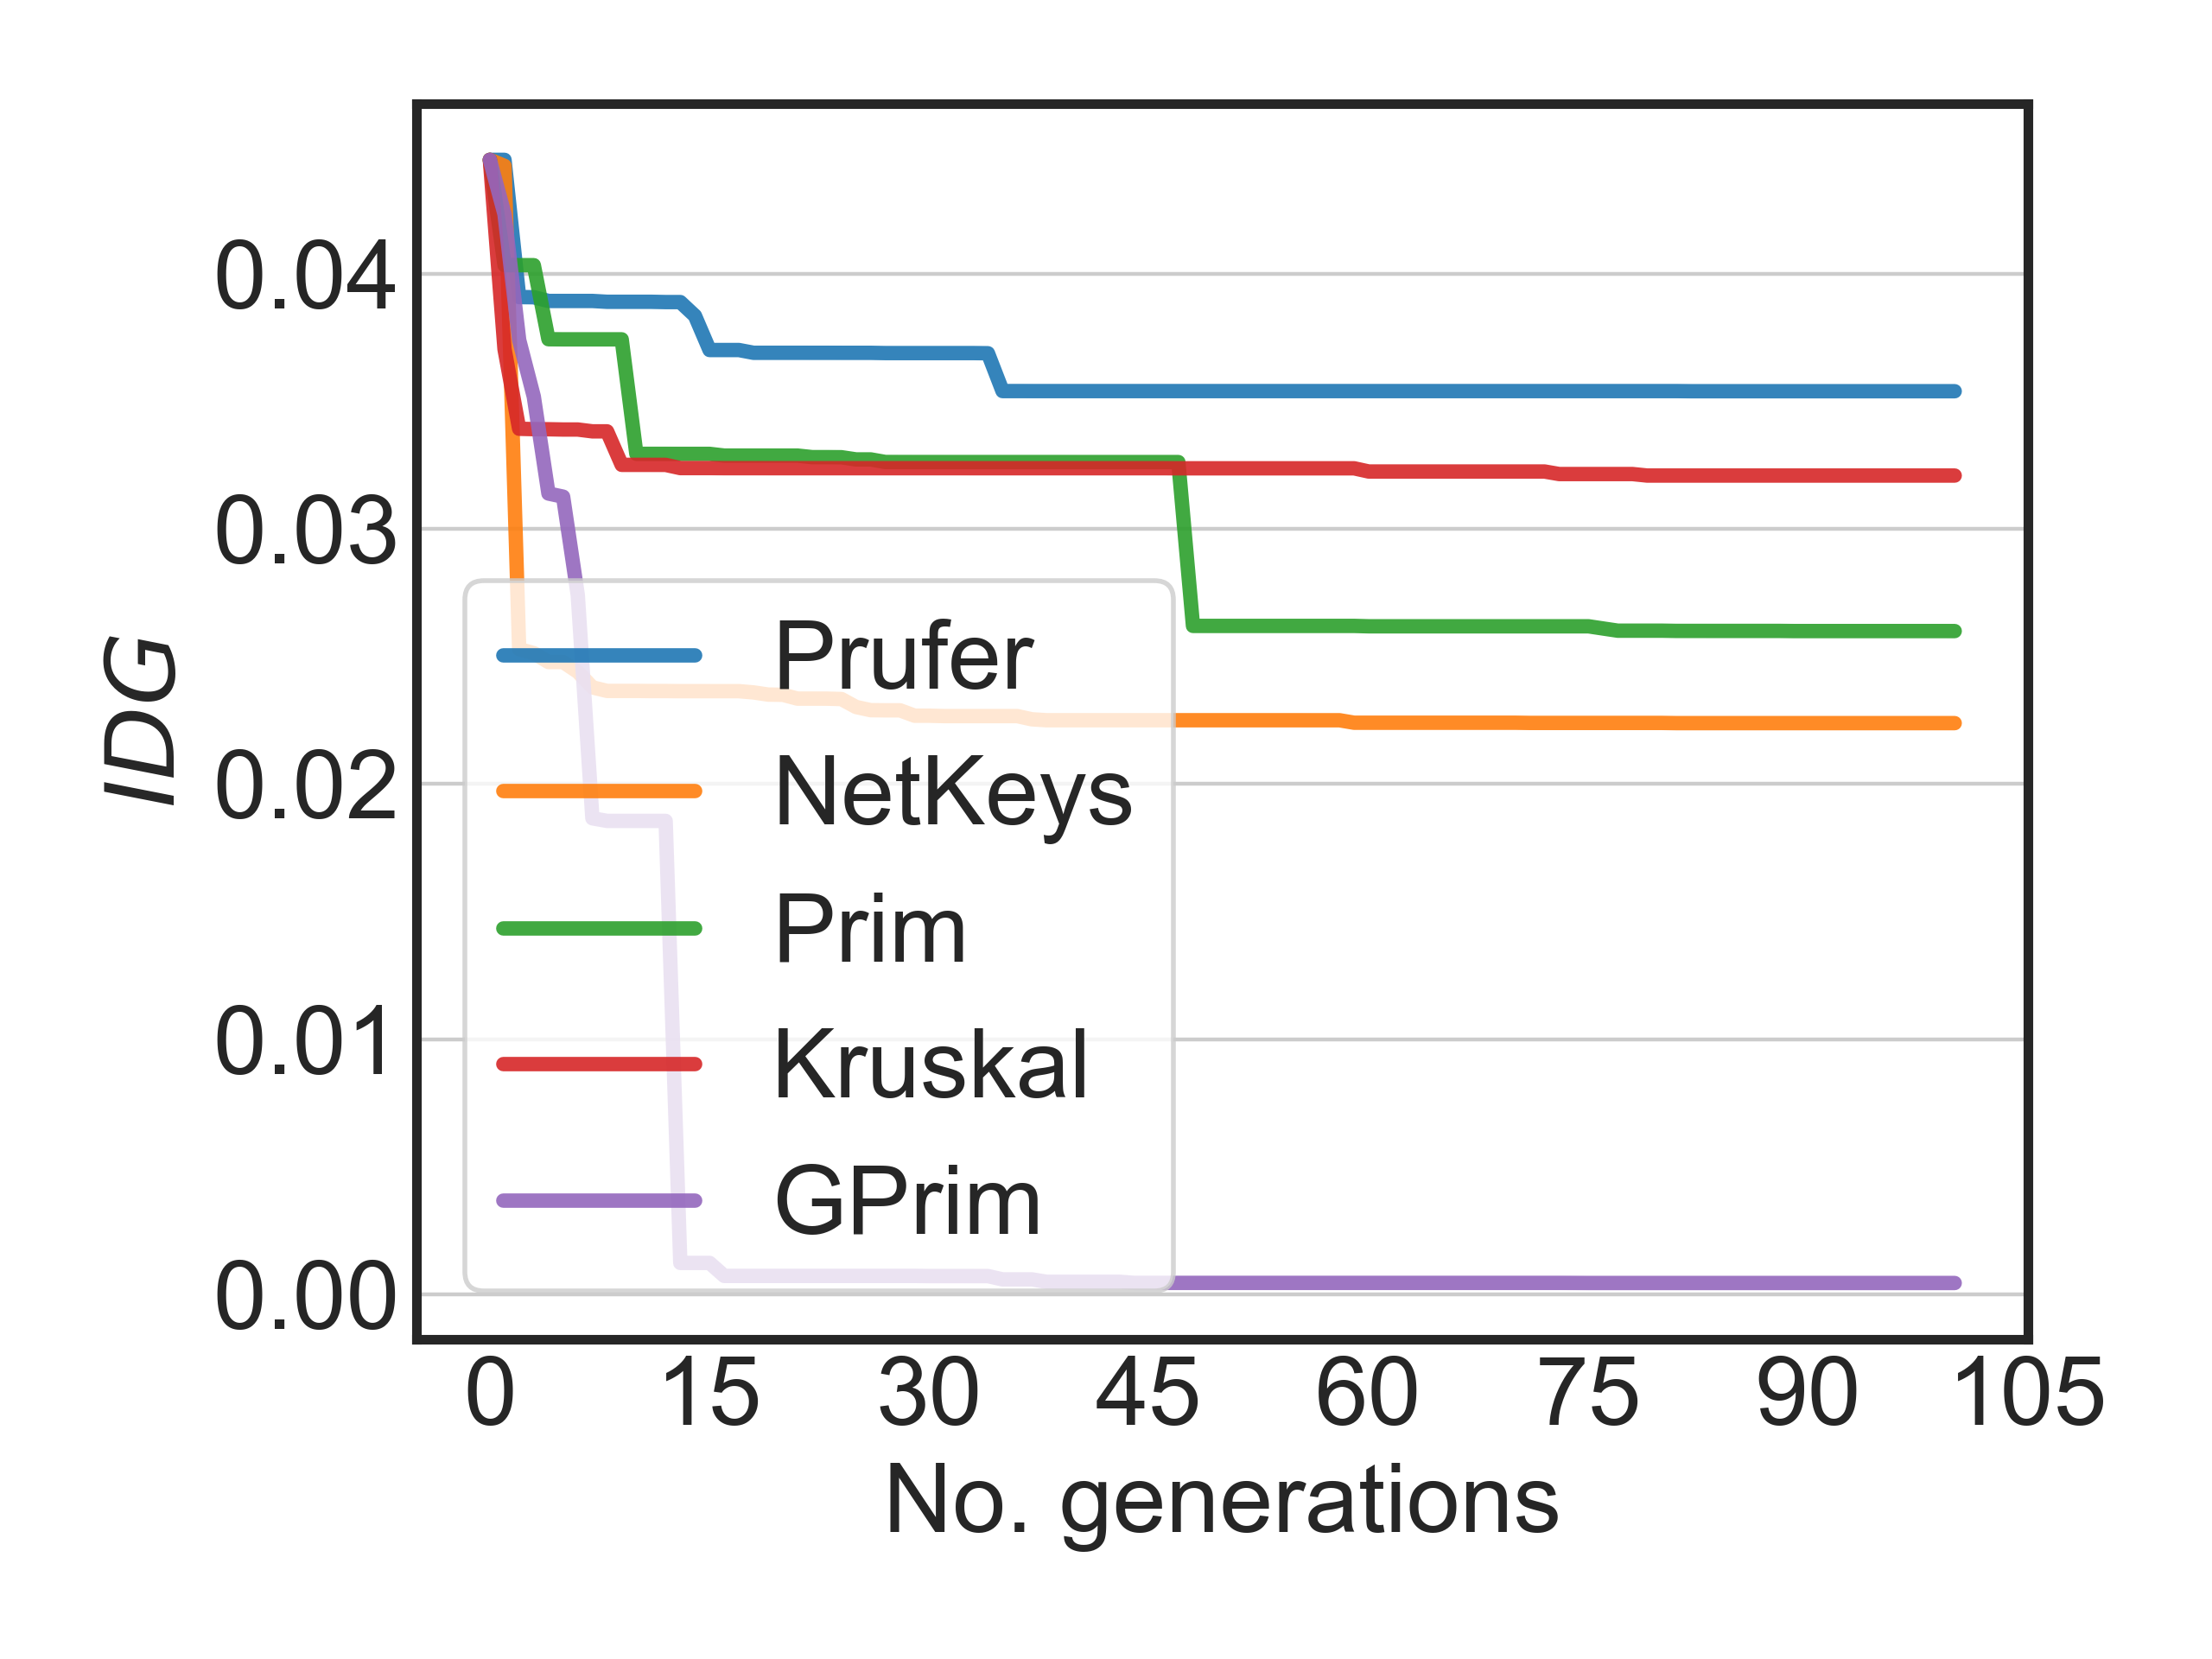 0.04
0.03
0.02
0.01
0.00
IDG
Prufer
NetKeys
Prim
Kruskal
GPrim
0 15 30 45 60 75 90 105
No. generations